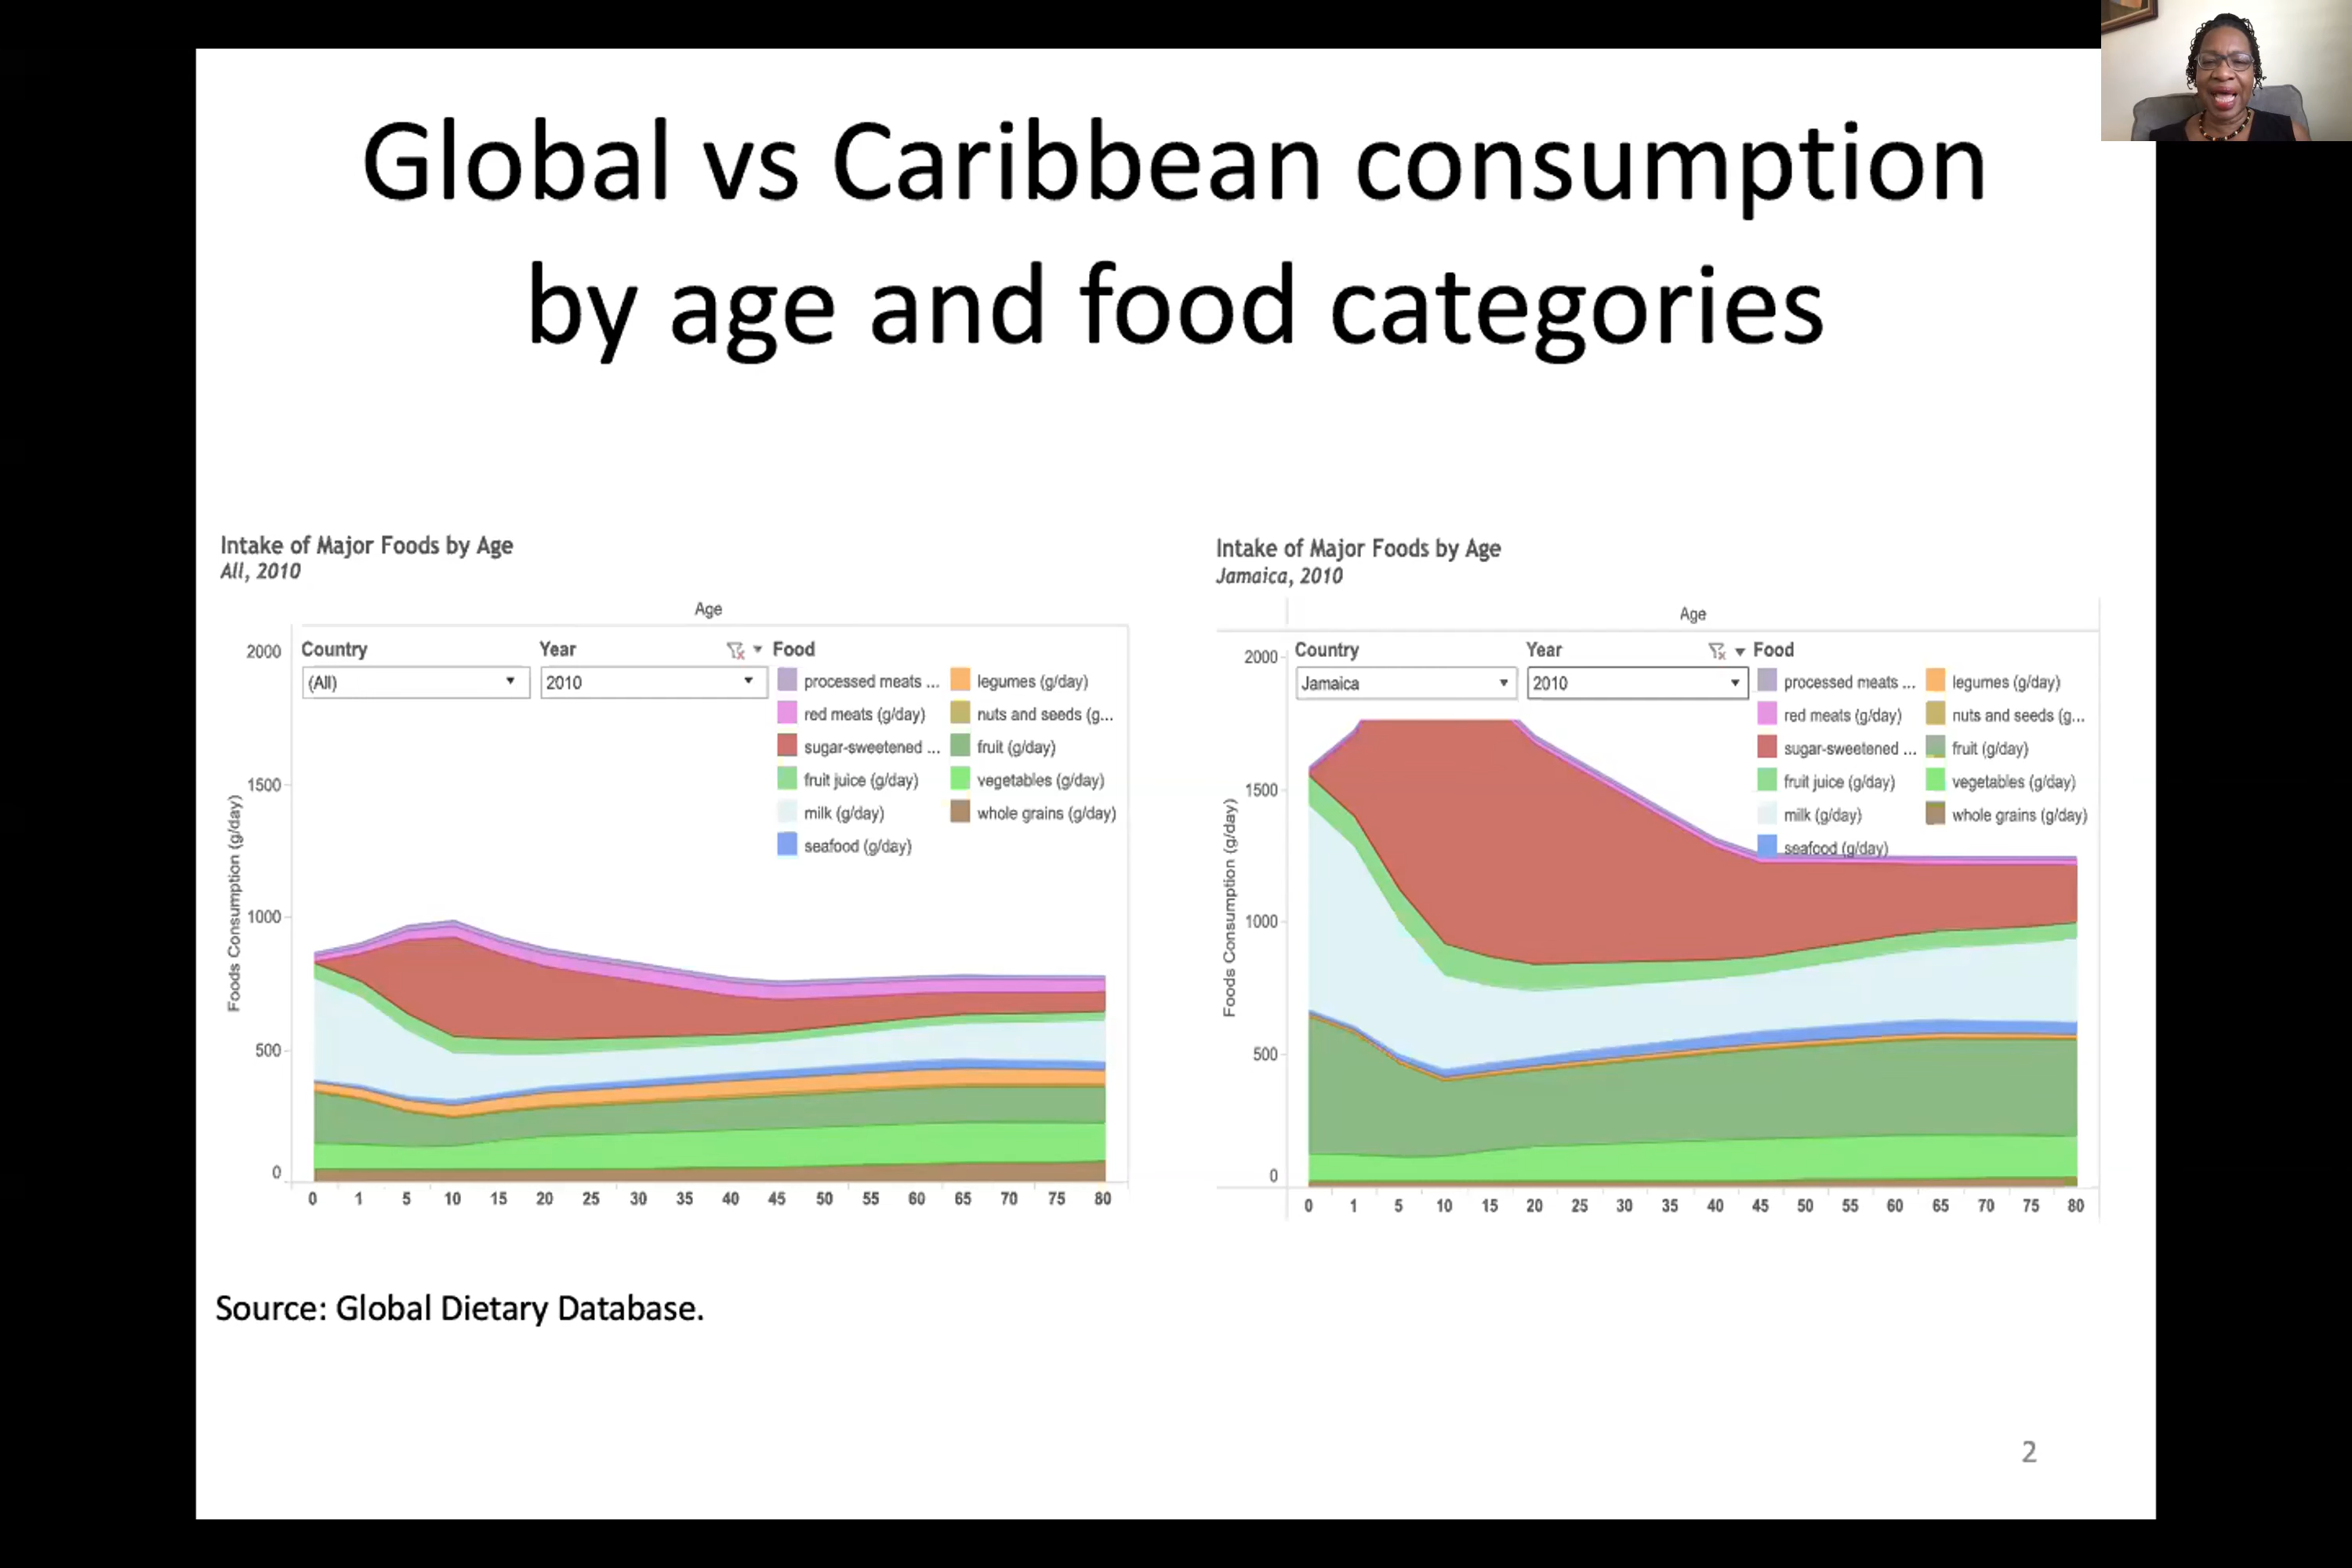 Global vs Caribbean consumption
by age and food categories
Intake of Major Foods by Age
All, 2010
Age
Country
Year
Food
(All)
2010
processed meats ...
red meats (g/day)
sugar-sweetened ...
fruit juice (g/day)
milk (g/day)
seafood (g/day)
legumes (g/day)
nuts and seeds (g...
fruit (g/day)
vegetables (g/day)
whole grains (g/day)
Foods Consumption (g/day)
2000
1500
1000
500
0
0 1 5 10 15 20 25 30 35 40 45 50 55 60 65 70 75 80
Intake of Major Foods by Age
Jamaica, 2010
Age
Country
Year
Food
Jamaica
2010
processed meats ...
red meats (g/day)
sugar-sweetened ...
fruit juice (g/day)
milk (g/day)
seafood (g/day)
legumes (g/day)
nuts and seeds (g...
fruit (g/day)
vegetables (g/day)
whole grains (g/day)
Foods Consumption (g/day)
2000
1500
1000
500
0
0 1 5 10 15 20 25 30 35 40 45 50 55 60 65 70 75 80
Source: Global Dietary Database.
2